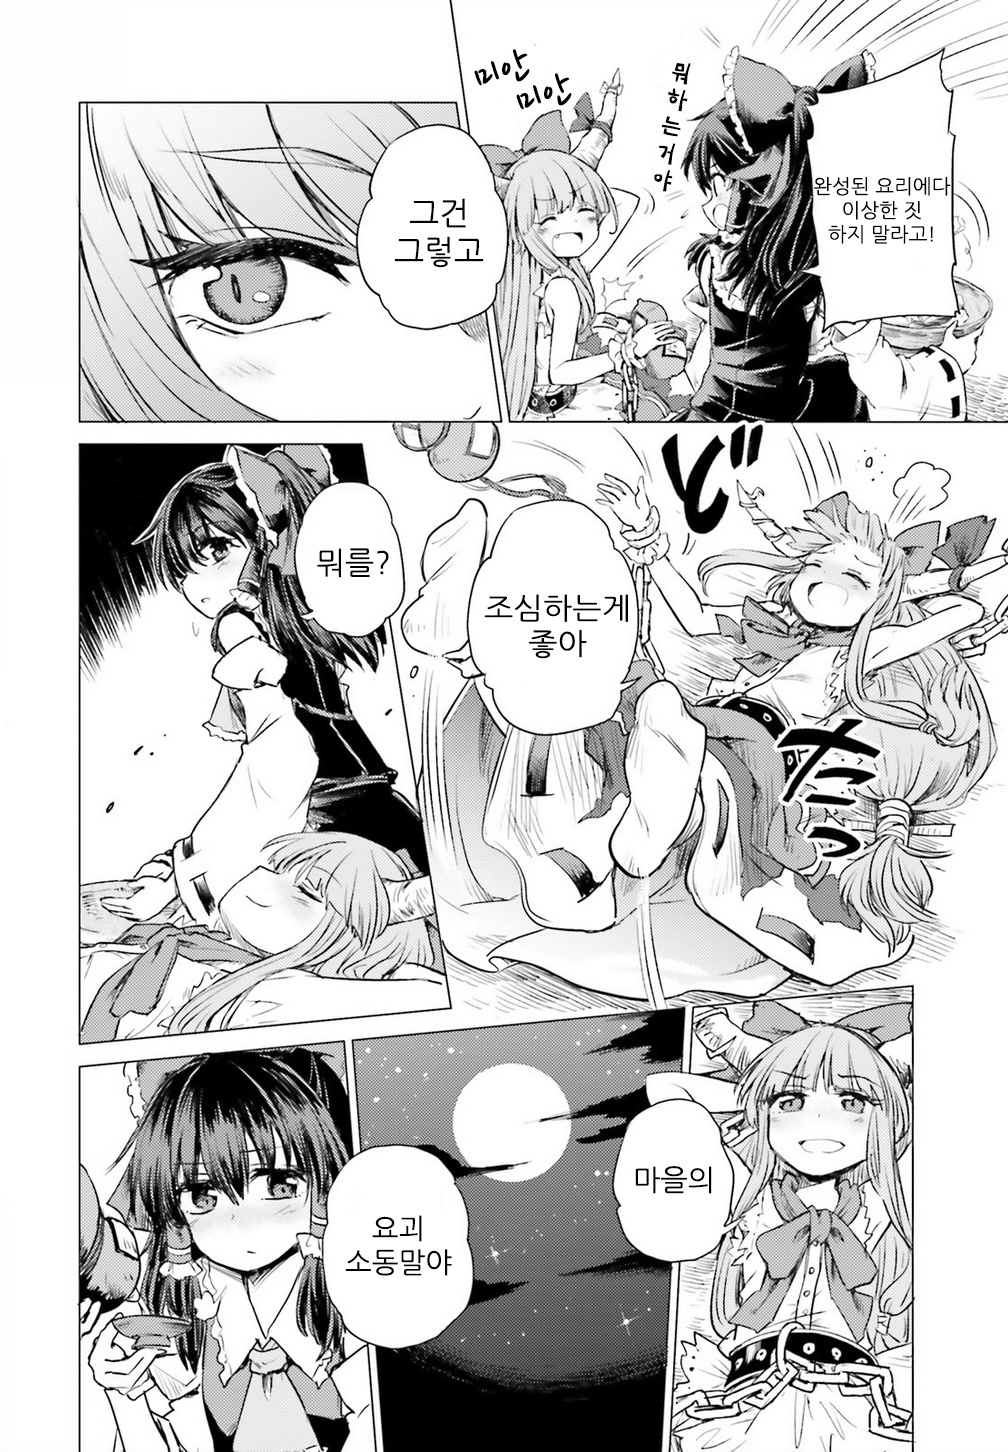 완성된 요리에다
이상한 짓
하지 말라고!
뭐하는거야
미안
미안
그건
그렇고
ど
たっ
조심하는게
좋아
뭐를?
마을의
요괴
소동말야